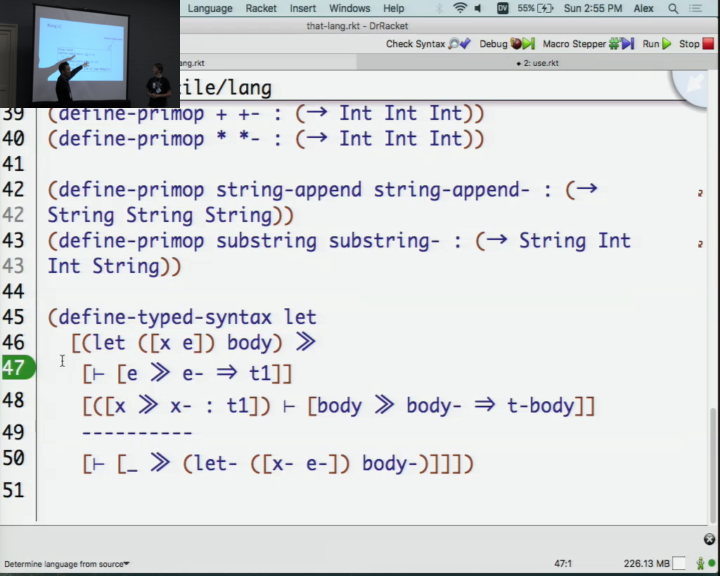 Language Racket Insert Windows Help DV 55% Sun 2:55 PM Alex
that-lang.rkt - DrRacket
Check Syntax Debug Macro Stepper Run Stop
ang.rkt 2: use.rkt
ile/lang
39 (define-primop + +- : (→ Int Int Int))
40 (define-primop * *- : (→ Int Int Int))
41
42 (define-primop string-append string-append- : (→
42 String String String))
43 (define-primop substring substring- : (→ String Int
43 Int String))
44
45 (define-typed-syntax let
46 [(let ([x e]) body) ≫
47 [⊢ [e ≫ e- ⇒ t1]]
48 [([x ≫ x- : t1]) ⊢ [body ≫ body- ⇒ t-body]]
49 ----------
50 [⊢ [_ ≫ (let- ([x- e-]) body-)]]])
51
Determine language from source 47:1 226.13 MB